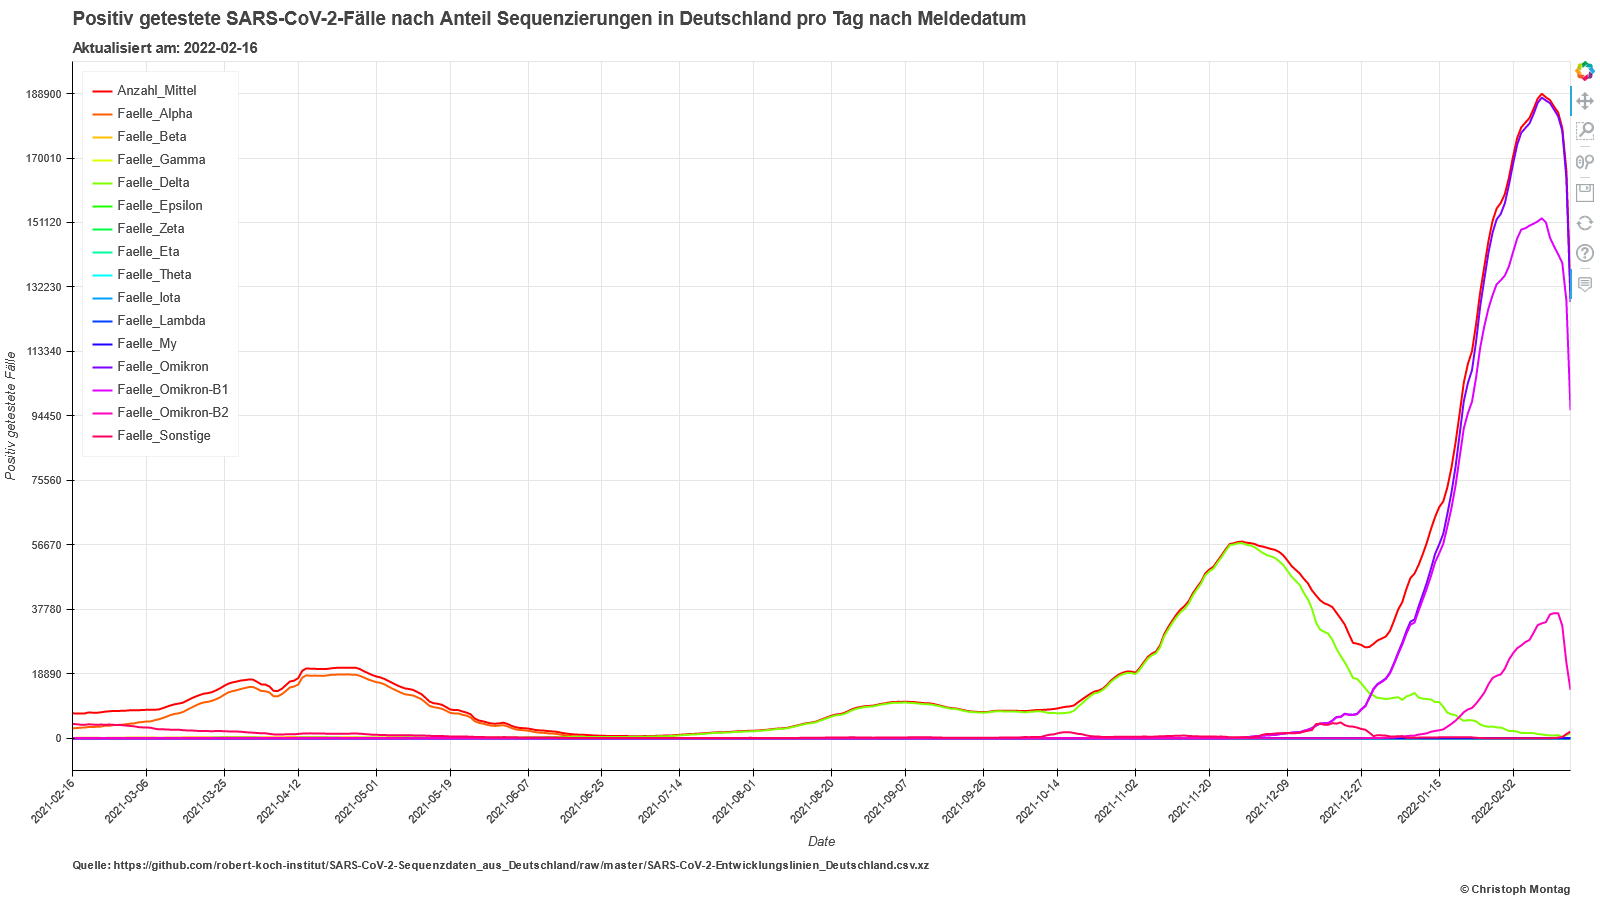 Positiv getestete SARS-CoV-2-Fälle nach Anteil Sequenzierungen in Deutschland pro Tag nach Meldedatum
Aktualisiert am: 2022-02-16
Anzahl_Mittel
Faelle_Alpha
Faelle_Beta
Faelle_Gamma
Faelle_Delta
Faelle_Epsilon
Faelle_Zeta
Faelle_Eta
Faelle_Theta
Faelle_Iota
Faelle_Lambda
Faelle_My
Faelle_Omikron
Faelle_Omikron-B1
Faelle_Omikron-B2
Faelle_Sonstige
188900
170010
151120
132230
113340
94450
75560
56670
37780
18890
0
Positiv getestete Fälle
2021-02-16
2021-03-06
2021-03-25
2021-04-12
2021-05-01
2021-05-19
2021-06-07
2021-06-25
2021-07-14
2021-08-01
2021-08-20
2021-09-07
2021-09-26
2021-10-14
2021-11-02
2021-11-20
2021-12-09
2021-12-27
2022-01-15
2022-02-02
Date
Quelle: https://github.com/robert-koch-institut/SARS-CoV-2-Sequenzdaten_aus_Deutschland/raw/master/SARS-CoV-2-Entwicklungslinien_Deutschland.csv.xz
© Christoph Montag